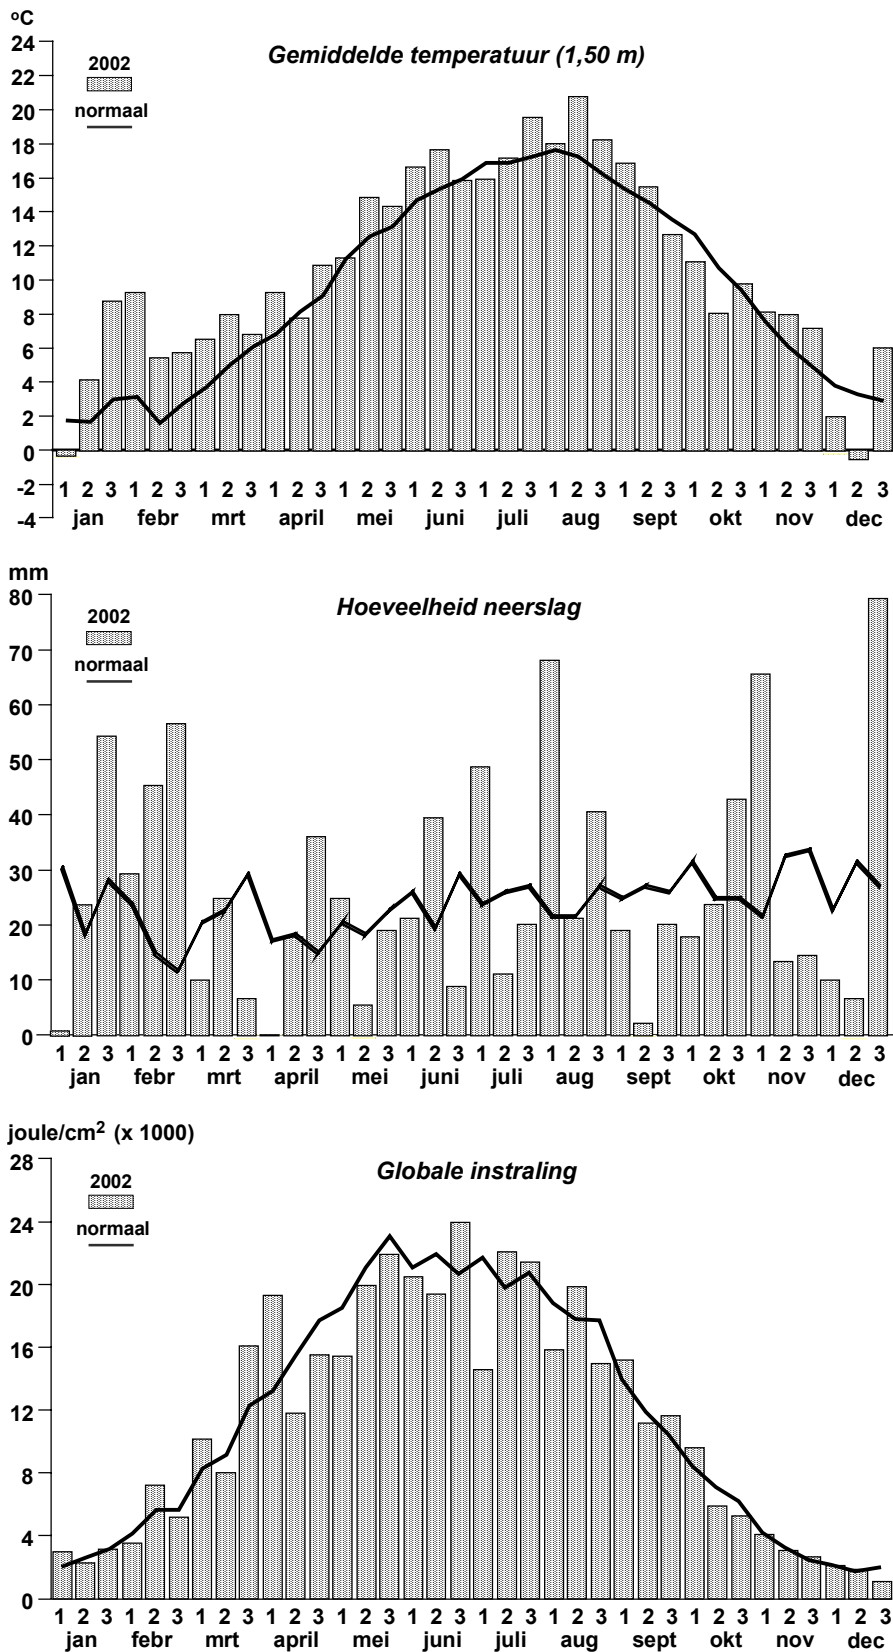 oC
Gemiddelde temperatuur (1,50 m)
2002
normaal
24
22
20
18
16
14
12
10
8
6
4
2
0
-2
-4
1 2 3 1 2 3 1 2 3 1 2 3 1 2 3 1 2 3 1 2 3 1 2 3 1 2 3 1 2 3 1 2 3 1 2 3
jan febr mrt april mei juni juli aug sept okt nov dec
mm
Hoeveelheid neerslag
2002
normaal
80
70
60
50
40
30
20
10
0
1 2 3 1 2 3 1 2 3 1 2 3 1 2 3 1 2 3 1 2 3 1 2 3 1 2 3 1 2 3 1 2 3 1 2 3
jan febr mrt april mei juni juli aug sept okt nov dec
joule/cm2 (x 1000)
Globale instraling
2002
normaal
28
24
20
16
12
8
4
0
1 2 3 1 2 3 1 2 3 1 2 3 1 2 3 1 2 3 1 2 3 1 2 3 1 2 3 1 2 3 1 2 3 1 2 3
jan febr mrt april mei juni juli aug sept okt nov dec